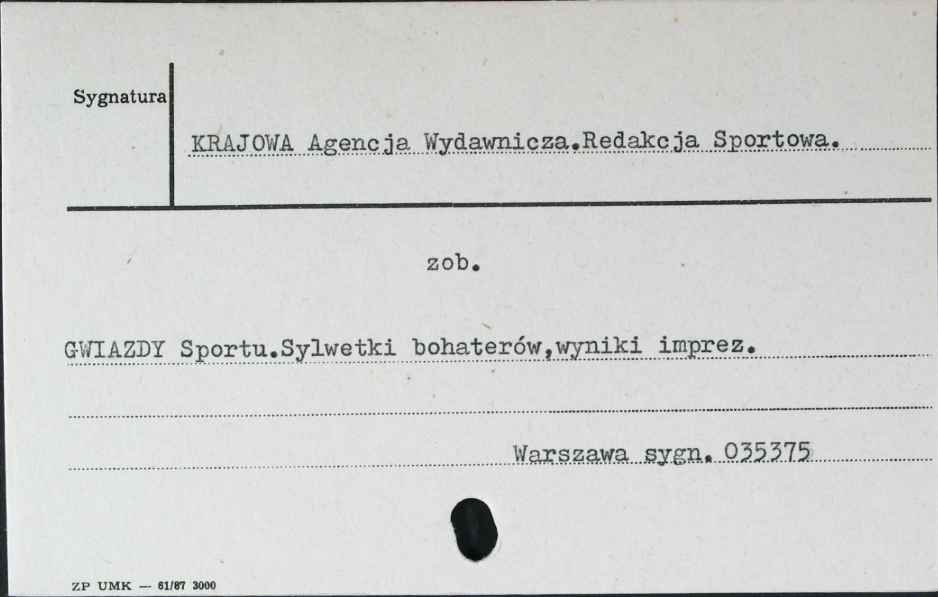 Sygnatura
KRAJOWA Agencja Wydawnicza.Redakcja Sportowa.
zob.
GWIAZDY Sportu.Sylwetki bohaterów,wyniki imprez.
Warszawa sygn. 035375
ZP UMK — 61/87 3000